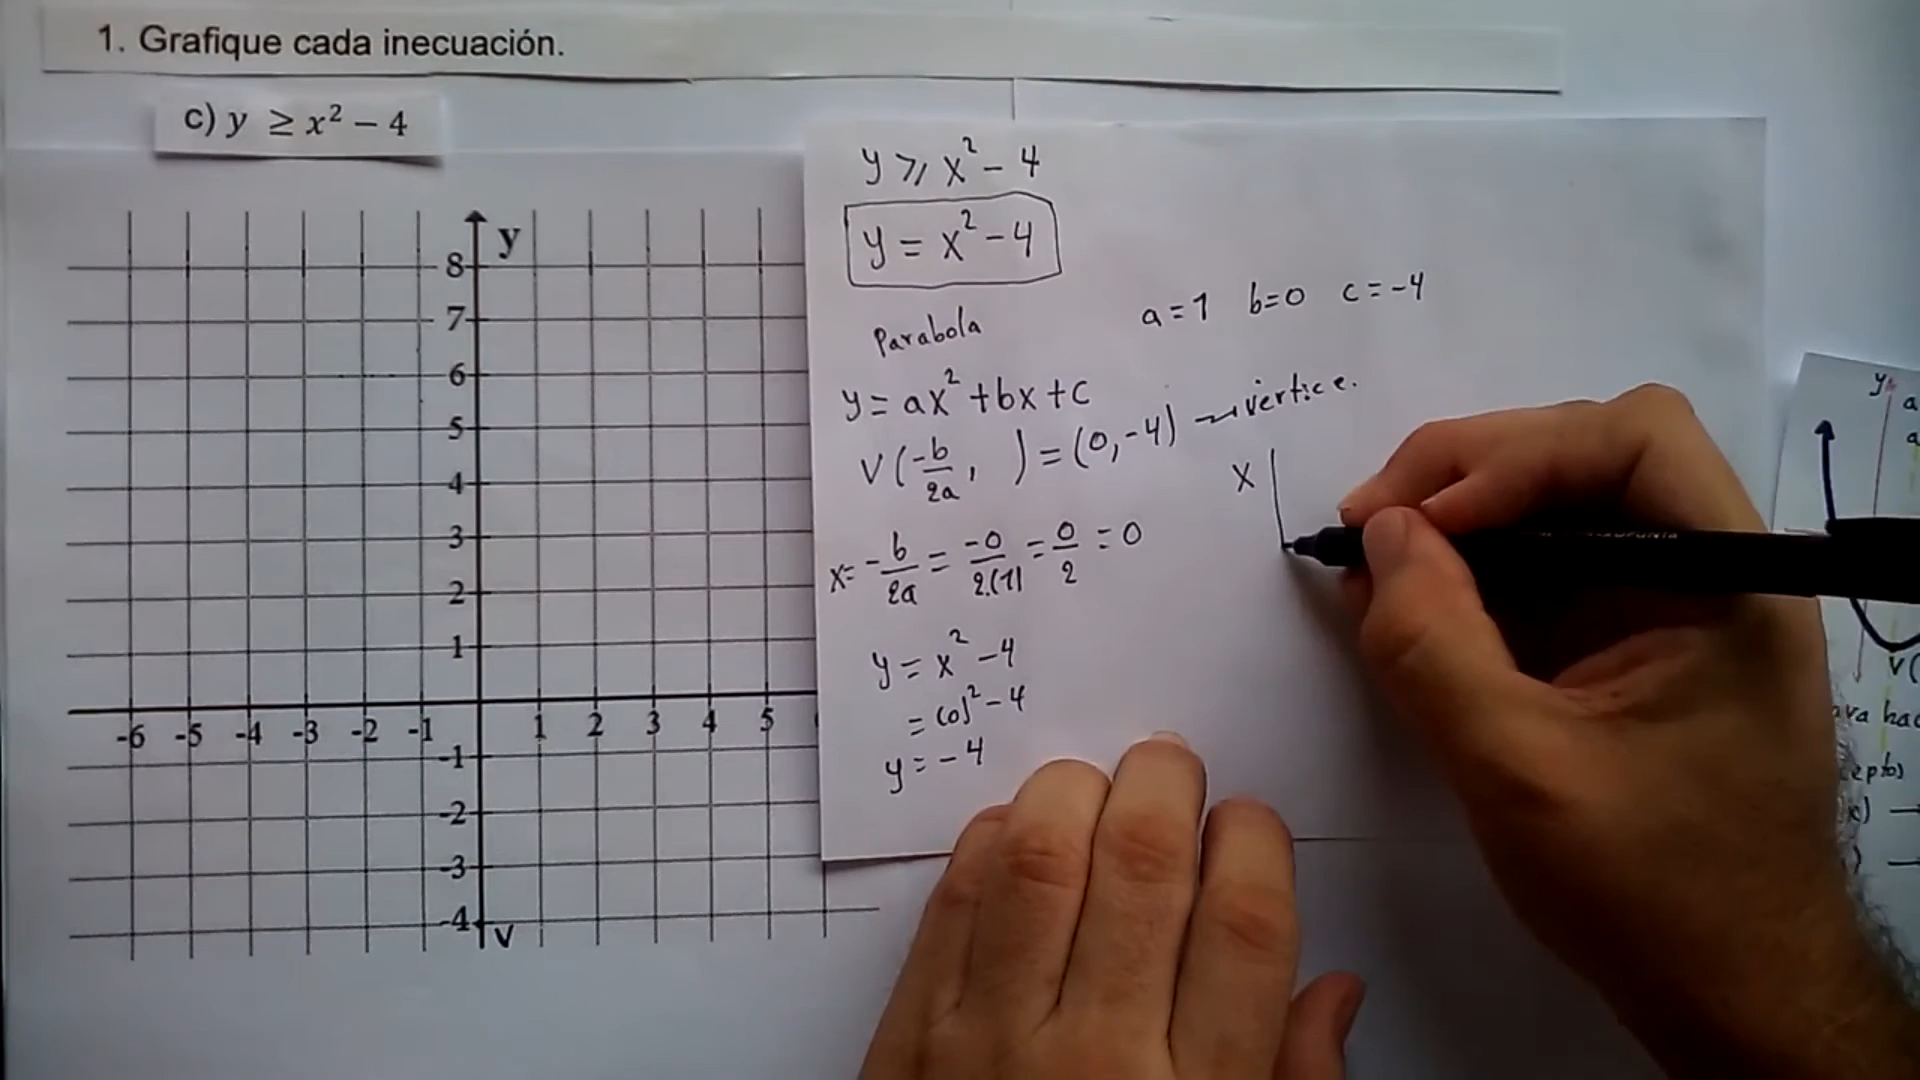 1. Grafique cada inecuación.
c) y ≥ x² − 4
y
8
7
6
5
4
3
2
1
-6 -5 -4 -3 -2 -1 1 2 3 4 5
-1
-2
-3
-4
V
y ⩾ x² − 4
y = x² − 4
Parabola
a = 1 b=0 c = -4
y = ax² + bx + c
V(-b/2a, ) = (0, -4) → vertice.
x = -b/2a = -0/2.(1) = 0/2 = 0
X
y = x² − 4
= (0)² − 4
y = − 4
y
a
a
V(